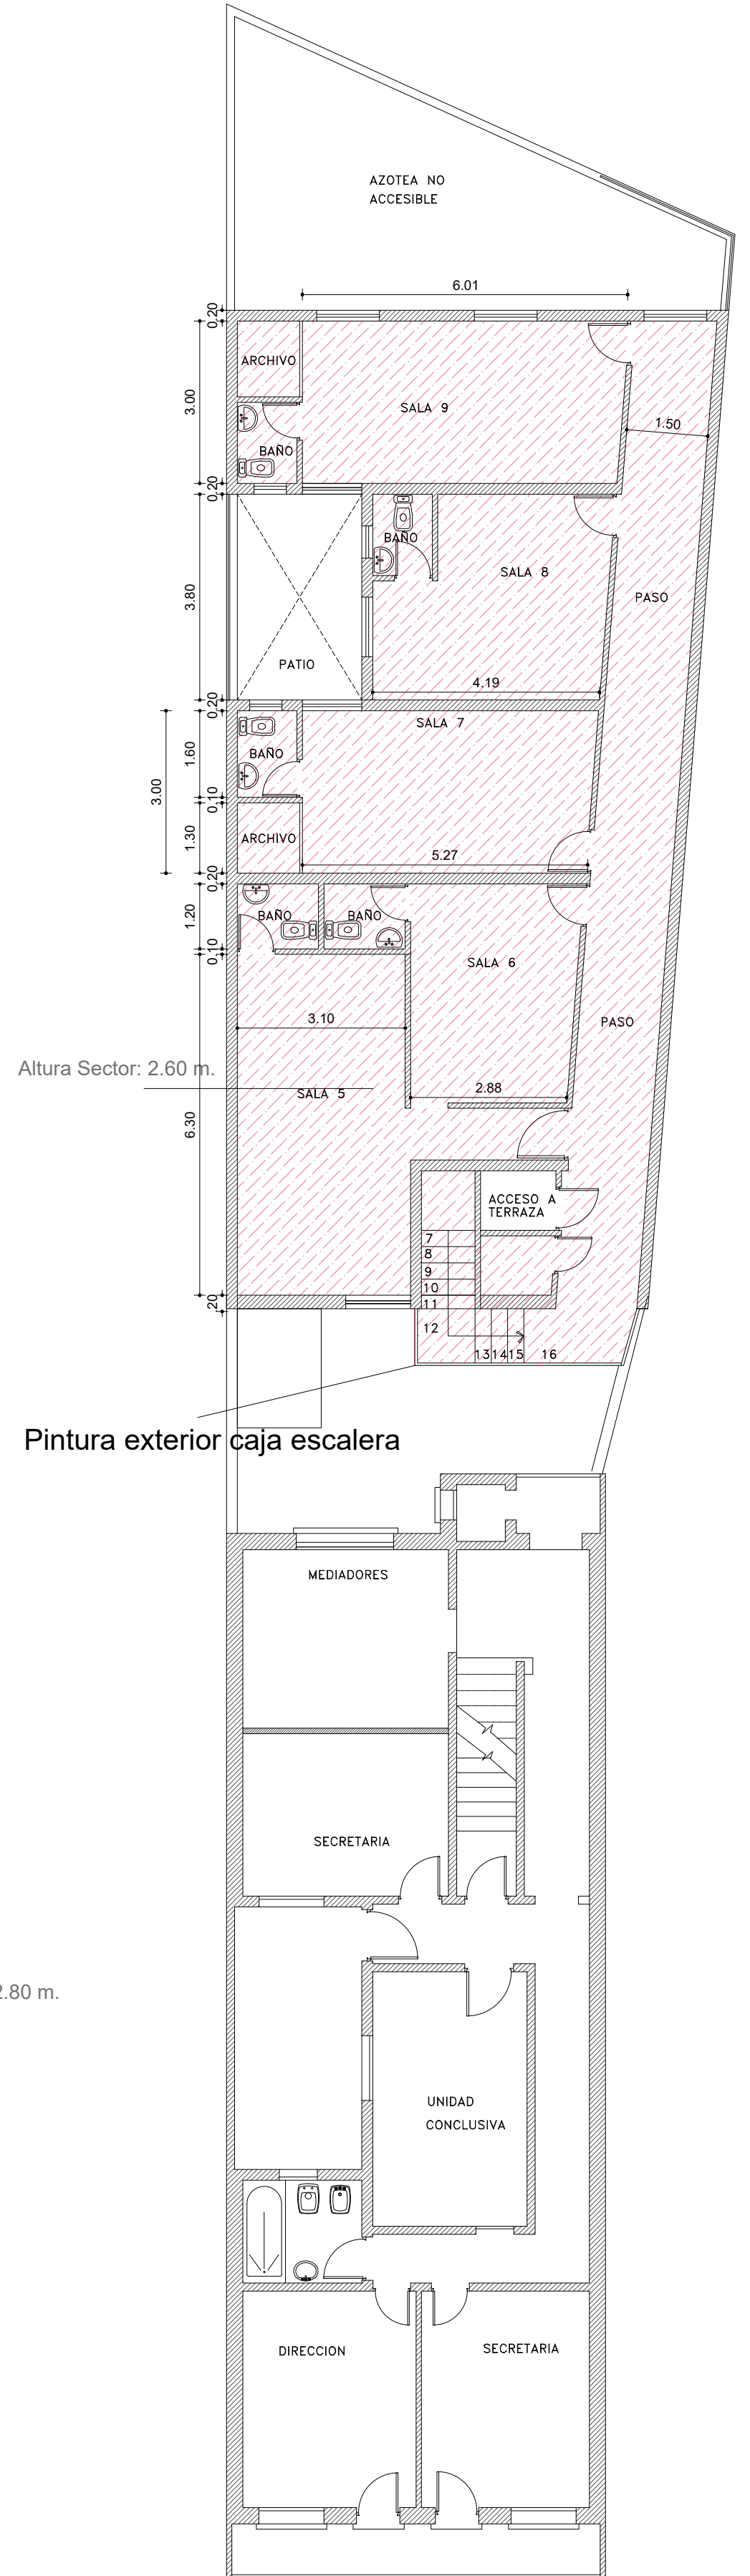 AZOTEA NO
ACCESIBLE
6.01
0.20
3.00
ARCHIVO
SALA 9
1.50
BAÑO
0.20
BAÑO
SALA 8
3.80
PASO
PATIO
4.19
0.20
SALA 7
1.60
BAÑO
3.00
0.10
1.30
ARCHIVO
5.27
0.20
1.20
BAÑO
BAÑO
0.10
SALA 6
3.10
PASO
Altura Sector: 2.60 m.
2.88
SALA 5
6.30
ACCESO A
TERRAZA
7
8
9
10
11
12
13 14 15 16
20
Pintura exterior caja escalera
MEDIADORES
SECRETARIA
2.80 m.
UNIDAD
CONCLUSIVA
DIRECCION
SECRETARIA